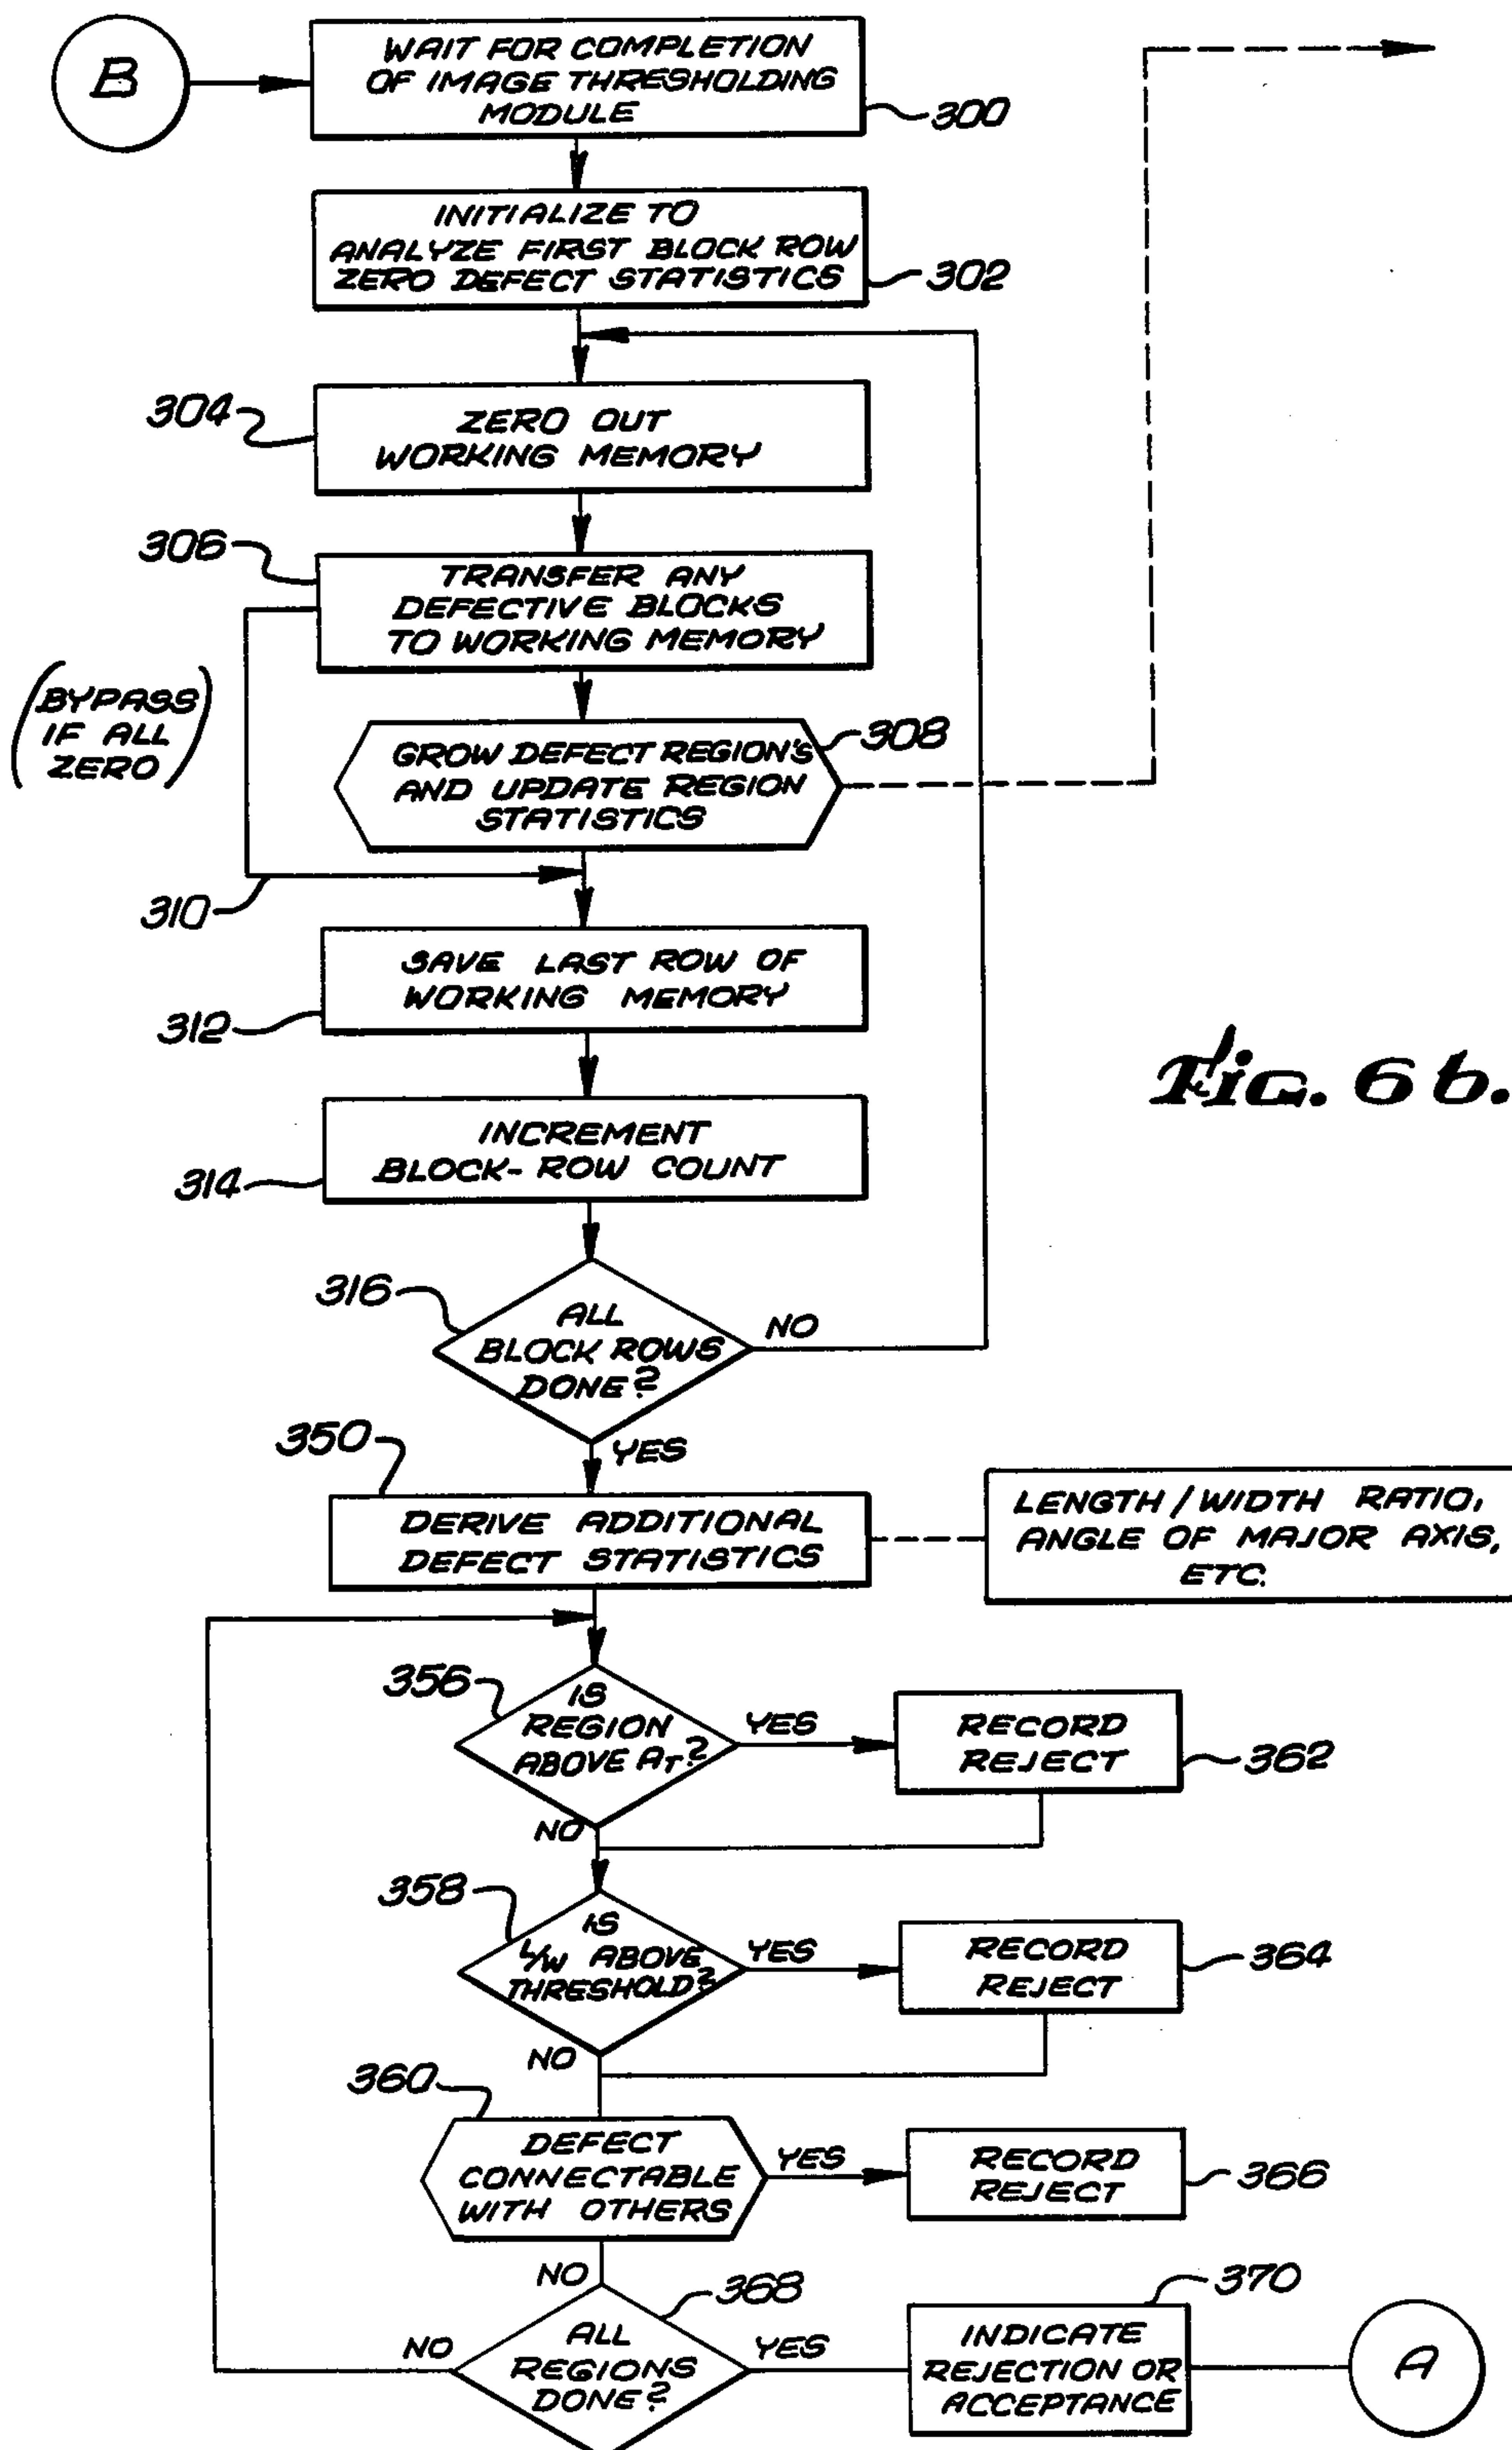 B
WAIT FOR COMPLETION
OF IMAGE THRESHOLDING
MODULE
300
INITIALIZE TO
ANALYZE FIRST BLOCK ROW
ZERO DEFECT STATISTICS
302
304
ZERO OUT
WORKING MEMORY
306
TRANSFER ANY
DEFECTIVE BLOCKS
TO WORKING MEMORY
(BYPASS
IF ALL
ZERO)
GROW DEFECT REGION'S
AND UPDATE REGION
STATISTICS
308
310
SAVE LAST ROW OF
WORKING MEMORY
312
Fig. 6b.
INCREMENT
BLOCK-ROW COUNT
314
316
ALL
BLOCK ROWS
DONE?
NO
YES
350
DERIVE ADDITIONAL
DEFECT STATISTICS
LENGTH/WIDTH RATIO,
ANGLE OF MAJOR AXIS,
ETC.
356
IS
REGION
ABOVE AT?
YES
RECORD
REJECT
362
NO
358
IS
L/W ABOVE
THRESHOLD?
YES
RECORD
REJECT
364
NO
360
DEFECT
CONNECTABLE
WITH OTHERS
YES
RECORD
REJECT
366
NO
368
ALL
REGIONS
DONE?
NO
YES
370
INDICATE
REJECTION OR
ACCEPTANCE
A